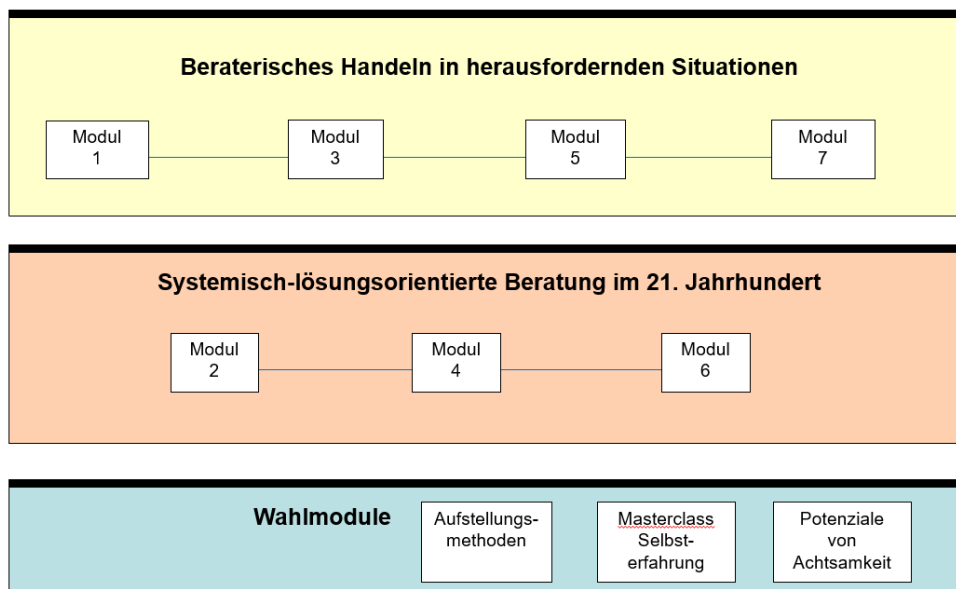 Beraterisches Handeln in herausfordernden Situationen
Modul
1
Modul
3
Modul
5
Modul
7
Systemisch-lösungsorientierte Beratung im 21. Jahrhundert
Modul
2
Modul
4
Modul
6
Wahlmodule
Aufstellungs-
methoden
Masterclass
Selbst-
erfahrung
Potenziale
von
Achtsamkeit